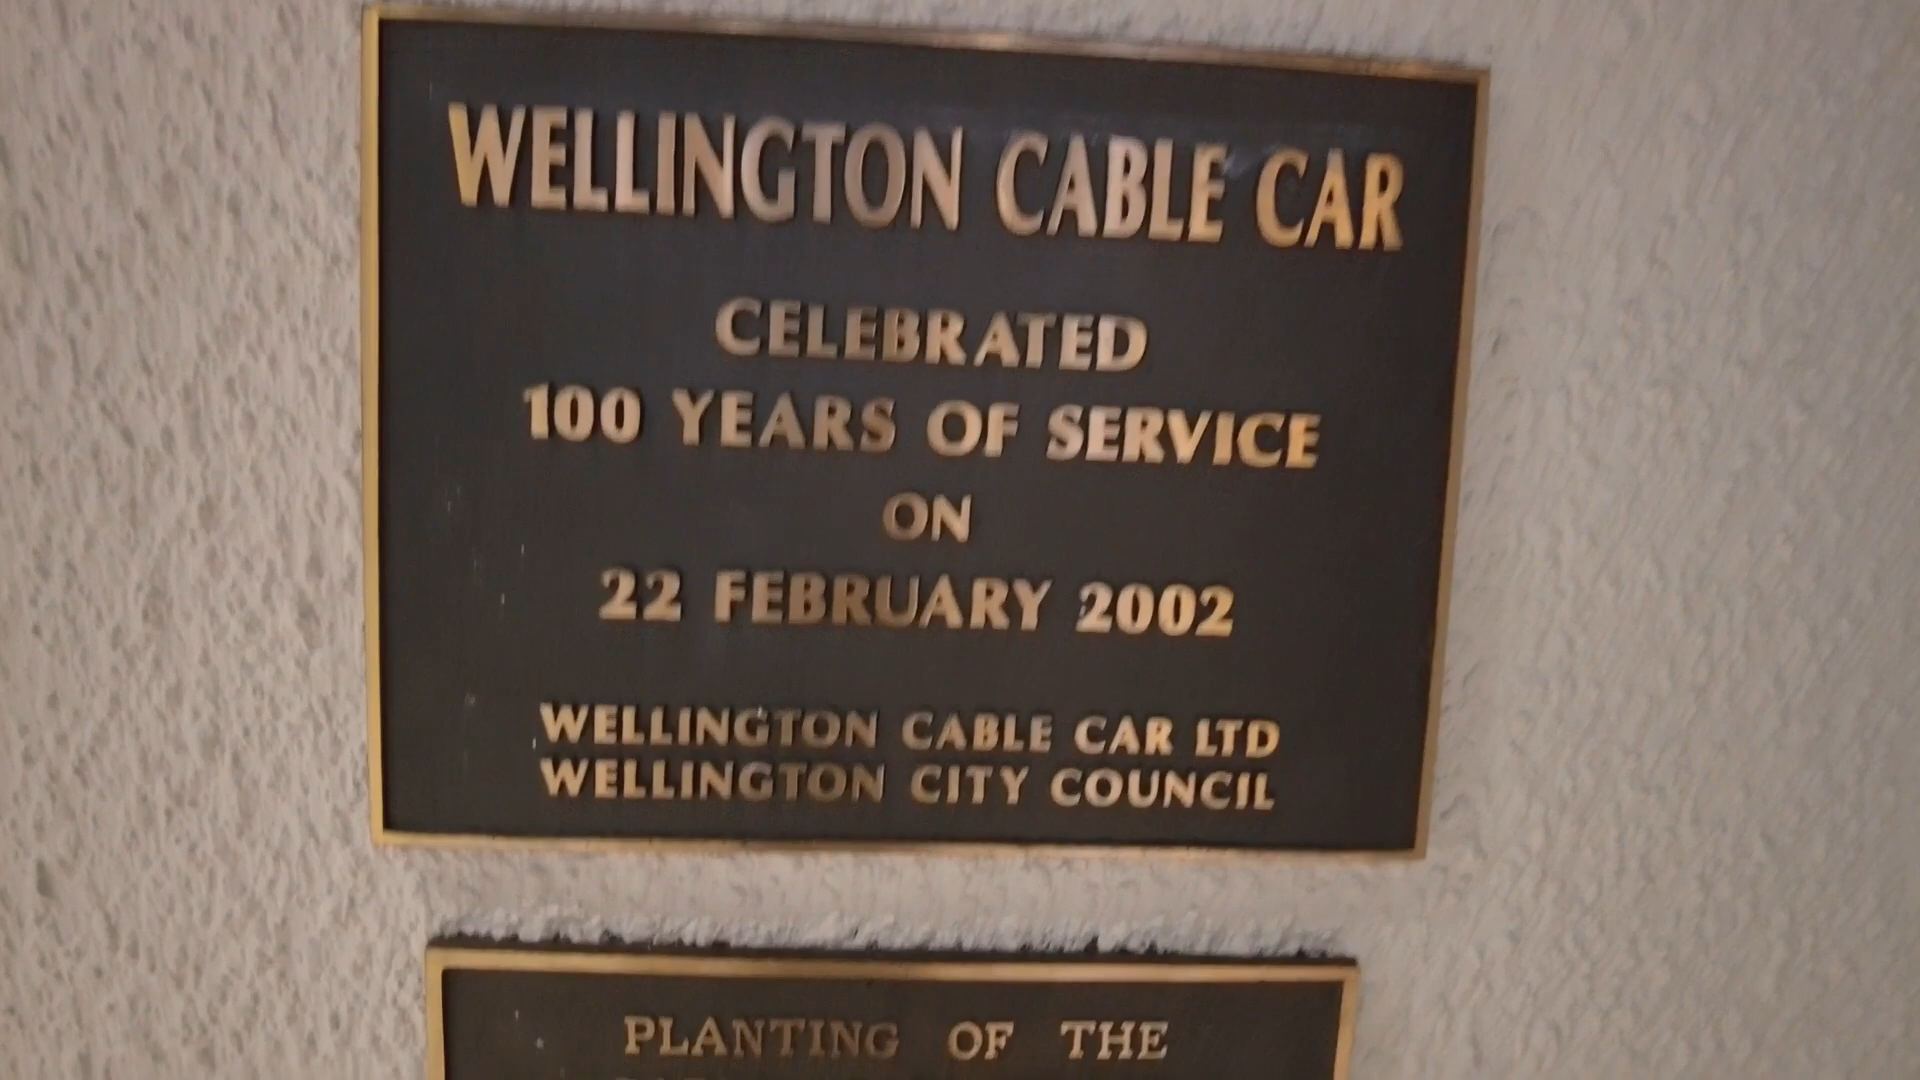 WELLINGTON CABLE CAR
CELEBRATED
100 YEARS OF SERVICE
ON
22 FEBRUARY 2002
WELLINGTON CABLE CAR LTD
WELLINGTON CITY COUNCIL
PLANTING OF THE